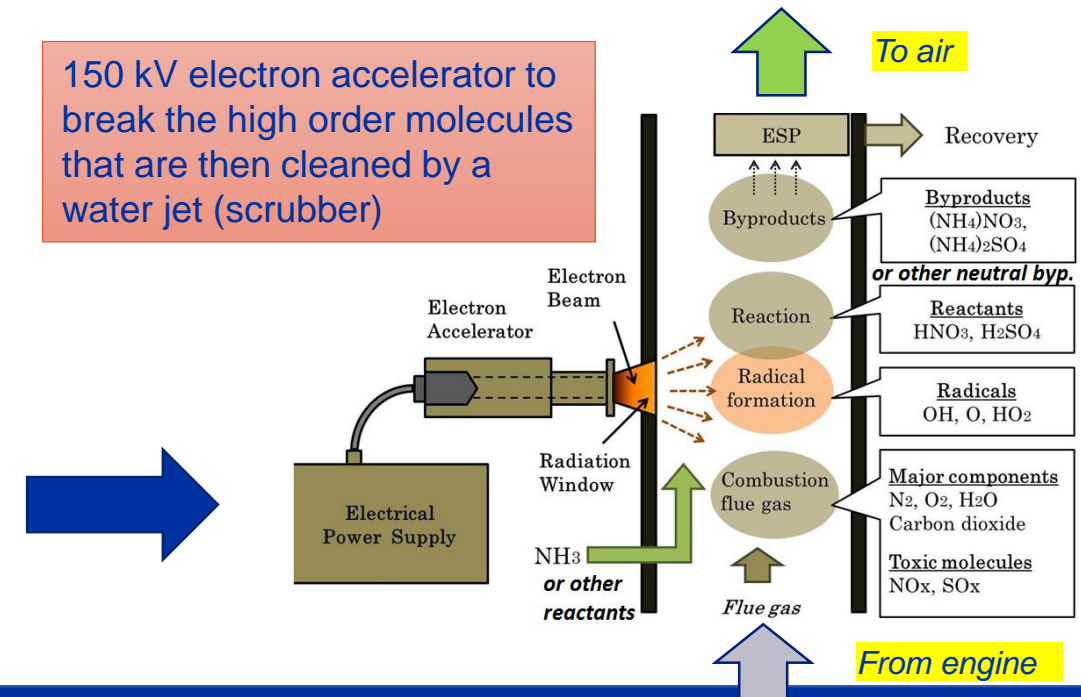 150 kV electron accelerator to
break the high order molecules
that are then cleaned by a
water jet (scrubber)
To air
ESP
Recovery
Byproducts
Byproducts
(NH4)NO3,
(NH4)2SO4
or other neutral byp.
Electron
Beam
Electron
Accelerator
Reaction
Reactants
HNO3, H2SO4
Radical
formation
Radicals
OH, O, HO2
Radiation
Window
Combustion
flue gas
Major components
N2, O2, H2O
Carbon dioxide
Toxic molecules
NOx, SOx
Electrical
Power Supply
NH3
or other
reactants
Flue gas
From engine